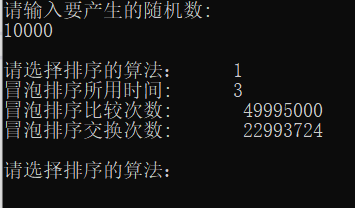 请输入要产生的随机数:
10000
请选择排序的算法: 1
冒泡排序所用时间: 3
冒泡排序比较次数: 49995000
冒泡排序交换次数: 22993724
请选择排序的算法: